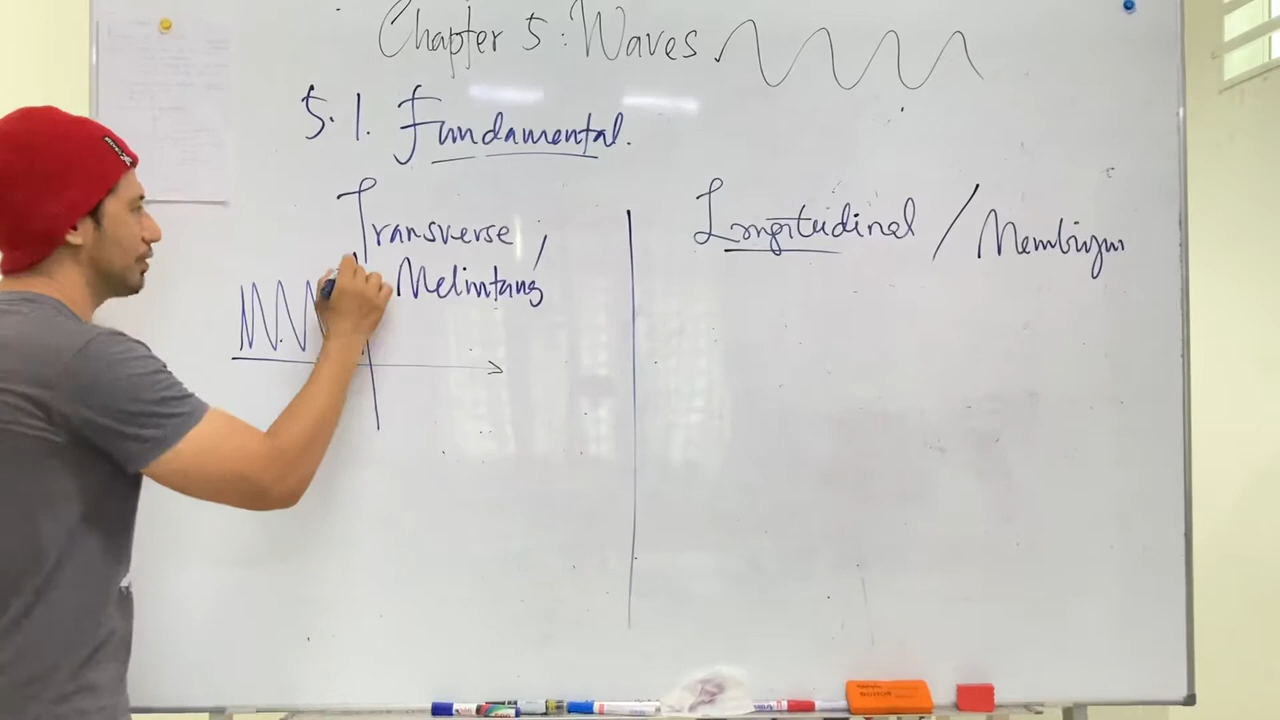 Chapter 5: Waves
5.1. Fundamental.
Transverse /
Melintang
Longitudinal / Membujur